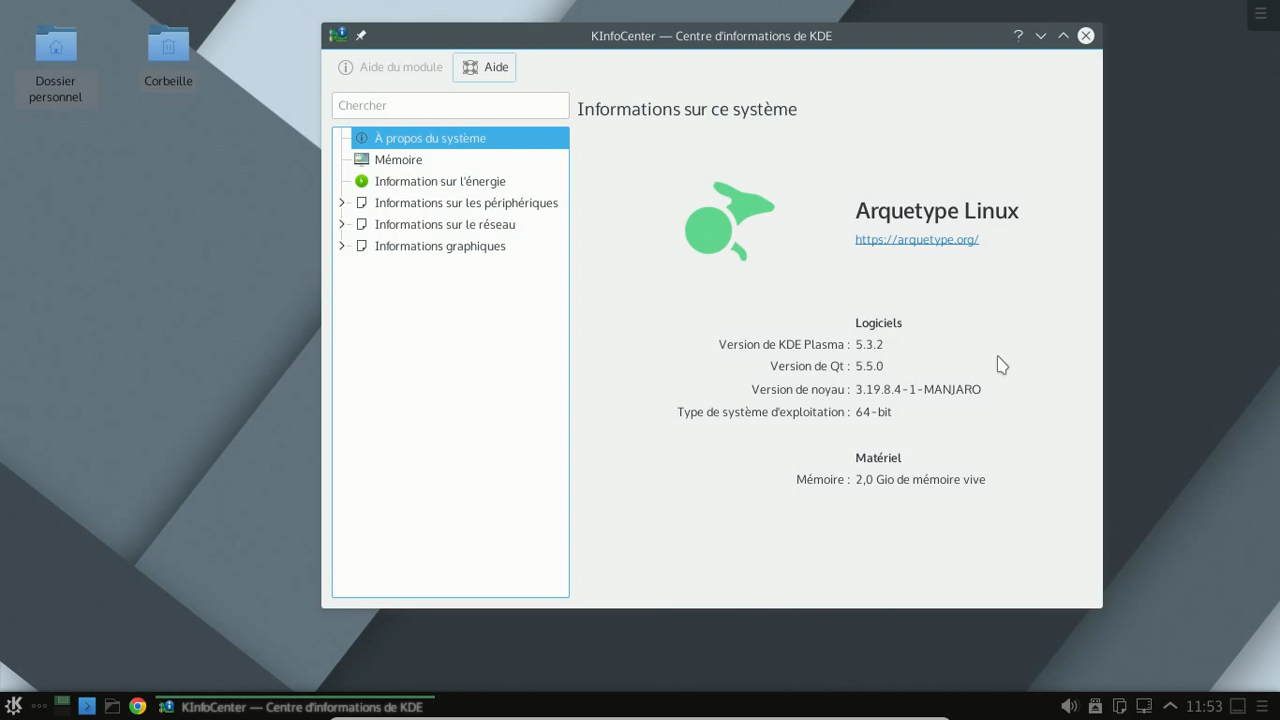 Dossier
personnel
Corbeille
KInfoCenter — Centre d'informations de KDE
Aide du module
Aide
Chercher
À propos du système
Mémoire
Information sur l'énergie
Informations sur les périphériques
Informations sur le réseau
Informations graphiques
Informations sur ce système
Arquetype Linux
https://arquetype.org/
Logiciels
Version de KDE Plasma : 5.3.2
Version de Qt : 5.5.0
Version de noyau : 3.19.8.4-1-MANJARO
Type de système d'exploitation : 64-bit
Matériel
Mémoire : 2,0 Gio de mémoire vive
KInfoCenter — Centre d'informations de KDE
11:53